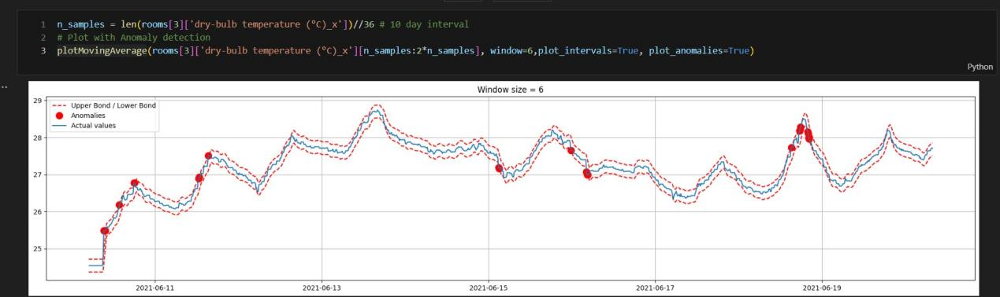 1 n_samples = len(rooms[3]['dry-bulb temperature (°C)_x'])//36 # 10 day interval
2 # Plot with Anomaly detection
3 plotMovingAverage(rooms[3]['dry-bulb temperature (°C)_x'][n_samples:2*n_samples], window=6,plot_intervals=True, plot_anomalies=True)
Python
Window size = 6
Upper Bond / Lower Bond
Anomalies
Actual values
29
28
27
26
25
2021-06-11 2021-06-13 2021-06-15 2021-06-17 2021-06-19